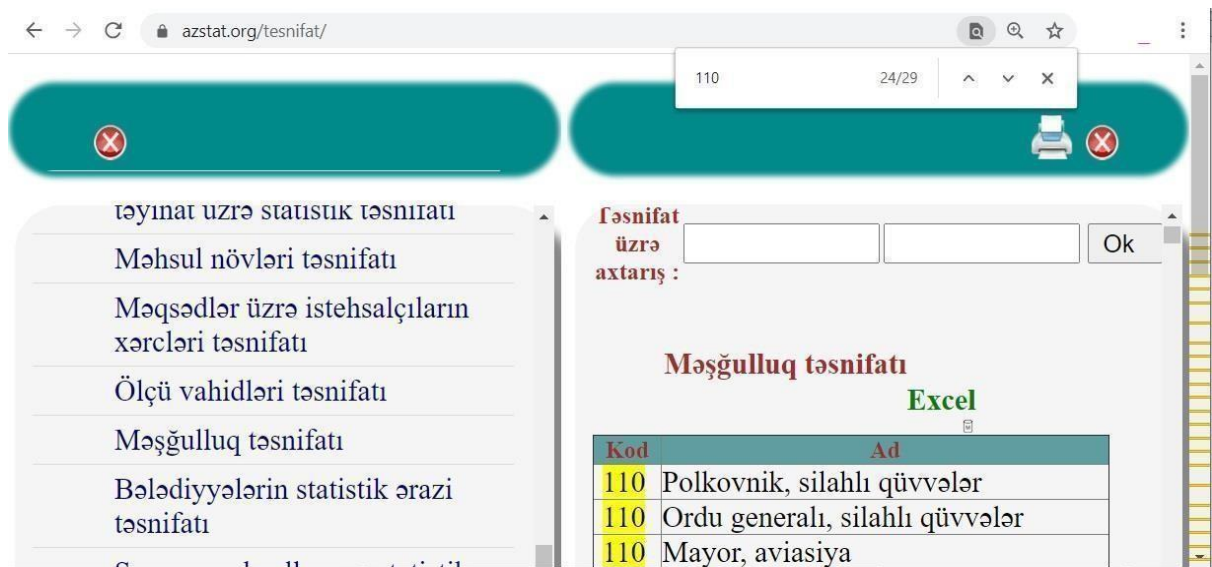 azstat.org/tesnifat/
110 24/29
təyinat üzrə statistik təsnifatı
Məhsul növləri təsnifatı
Məqsədlər üzrə istehsalçıların
xərcləri təsnifatı
Ölçü vahidləri təsnifatı
Məşğulluq təsnifatı
Bələdiyyələrin statistik ərazi
təsnifatı
Təsnifat
üzrə
axtarış :
Ok
Məşğulluq təsnifatı
Excel
Kod Ad
110 Polkovnik, silahlı qüvvələr
110 Ordu generalı, silahlı qüvvələr
110 Mayor, aviasiya